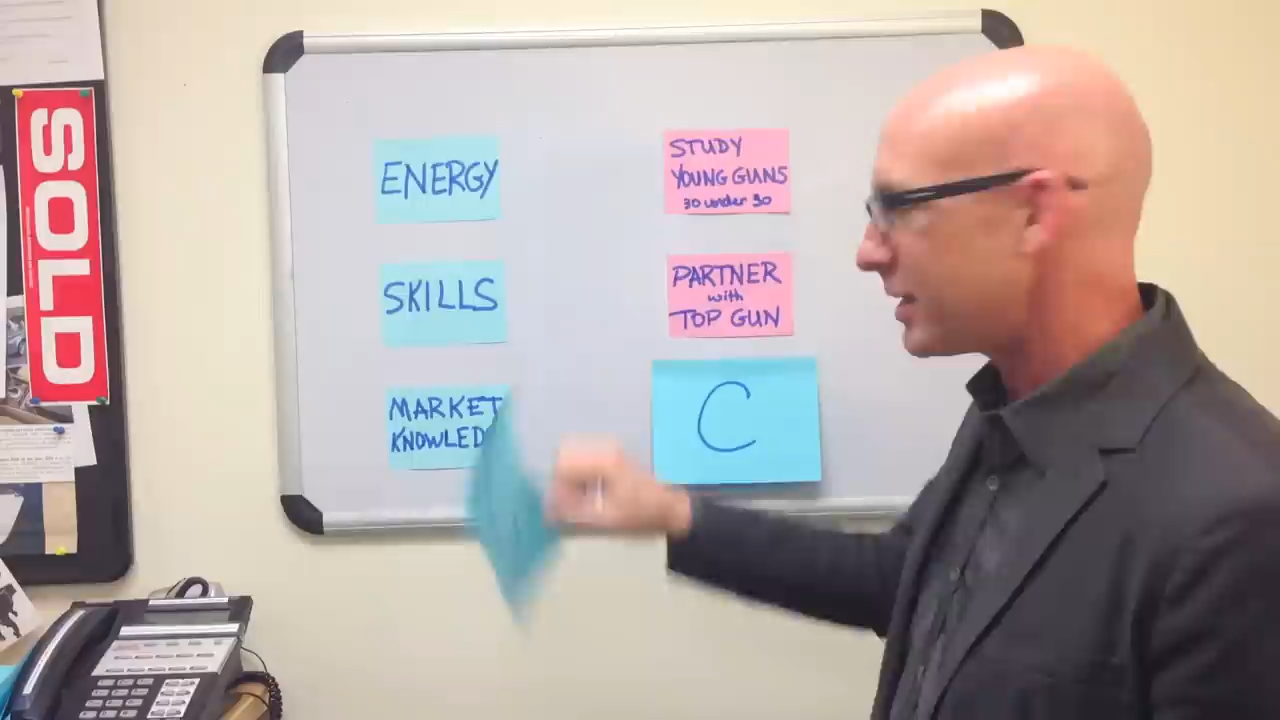 SOLD
ENERGY
SKILLS
MARKET
STUDY
YOUNG GUNS
30 under 30
PARTNER
with
TOP GUN
C